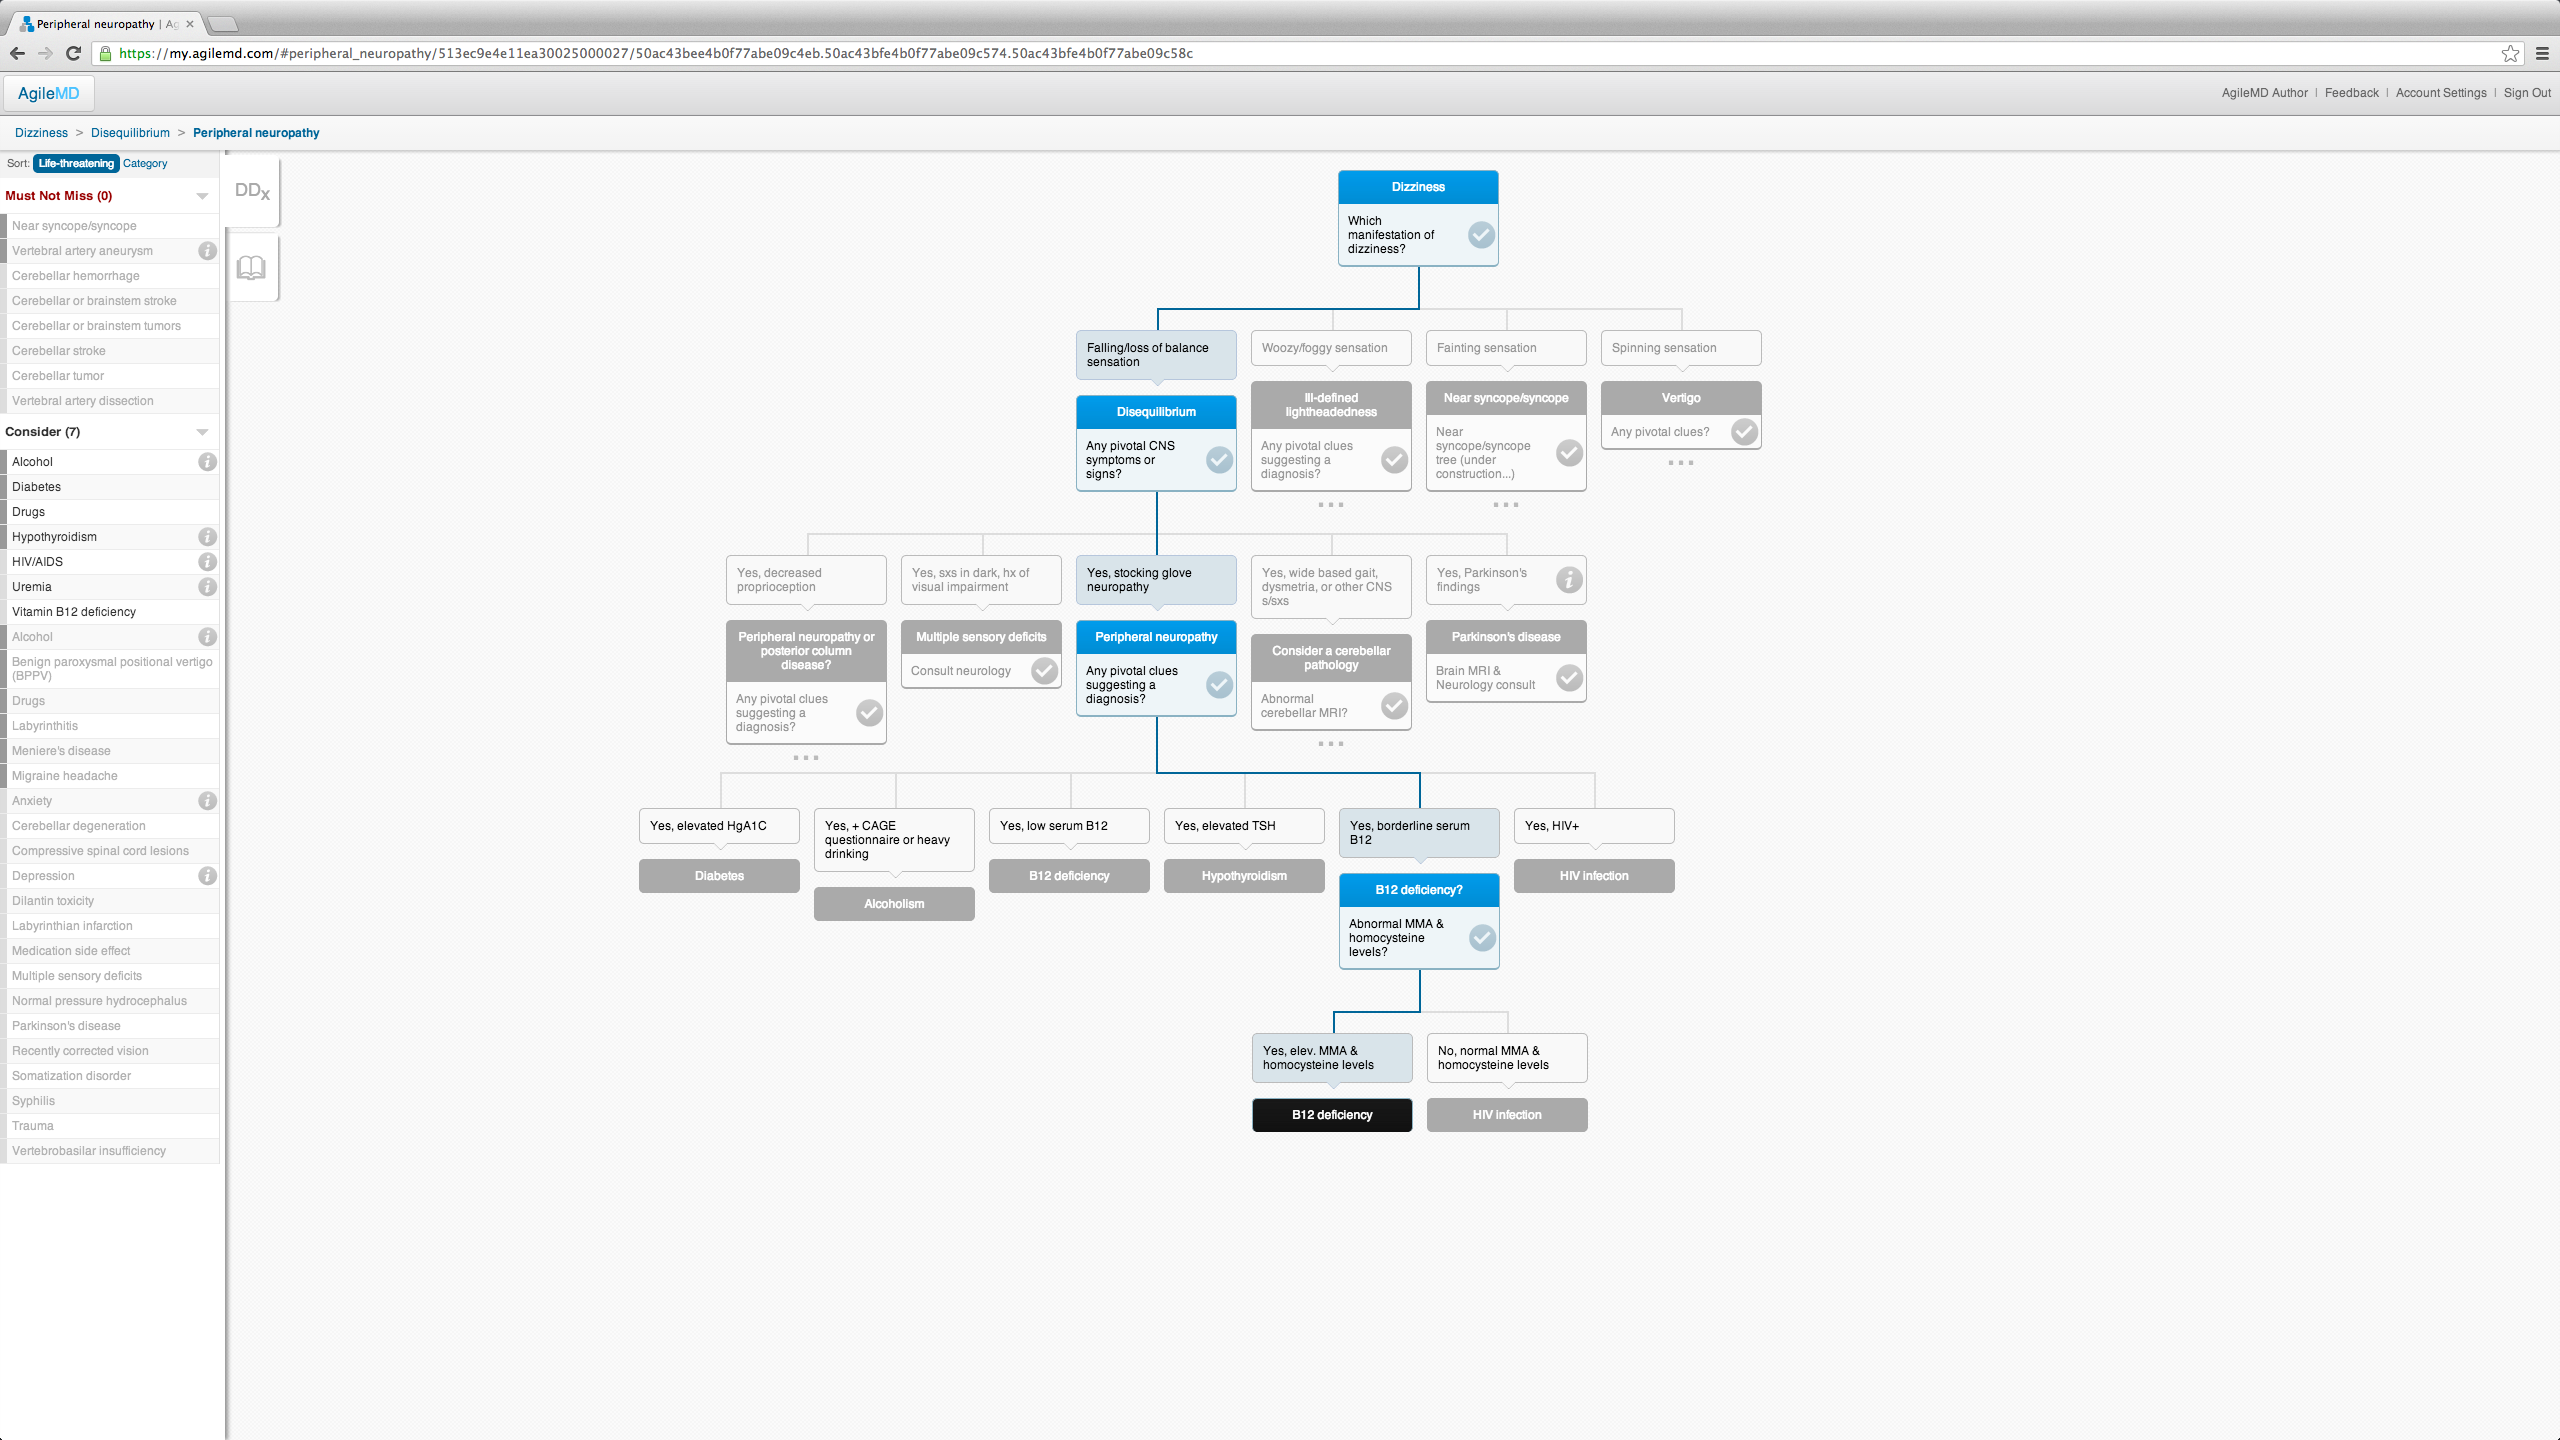 Peripheral neuropathy | Ag
https://my.agilemd.com/#peripheral_neuropathy/513ec9e4e11ea30025000027/50ac43bee4b0f77abe09c4eb.50ac43bfe4b0f77abe09c574.50ac43bfe4b0f77abe09c58c
AgileMD
AgileMD Author | Feedback | Account Settings | Sign Out
Dizziness > Disequilibrium > Peripheral neuropathy
Sort: Life-threatening Category
Must Not Miss (0)
Near syncope/syncope
Vertebral artery aneurysm
Cerebellar hemorrhage
Cerebellar or brainstem stroke
Cerebellar or brainstem tumors
Cerebellar stroke
Cerebellar tumor
Vertebral artery dissection
Consider (7)
Alcohol
Diabetes
Drugs
Hypothyroidism
HIV/AIDS
Uremia
Vitamin B12 deficiency
Alcohol
Benign paroxysmal positional vertigo
(BPPV)
Drugs
Labyrinthitis
Meniere's disease
Migraine headache
Anxiety
Cerebellar degeneration
Compressive spinal cord lesions
Depression
Dilantin toxicity
Labyrinthian infarction
Medication side effect
Multiple sensory deficits
Normal pressure hydrocephalus
Parkinson's disease
Recently corrected vision
Somatization disorder
Syphilis
Trauma
Vertebrobasilar insufficiency
DDx
Dizziness
Which
manifestation of
dizziness?
Falling/loss of balance
sensation
Disequilibrium
Any pivotal CNS
symptoms or
signs?
Woozy/foggy sensation
Ill-defined
lightheadedness
Any pivotal clues
suggesting a
diagnosis?
Fainting sensation
Near syncope/syncope
Near
syncope/syncope
tree (under
construction...)
Spinning sensation
Vertigo
Any pivotal clues?
Yes, decreased
proprioception
Peripheral neuropathy or
posterior column
disease?
Any pivotal clues
suggesting a
diagnosis?
Yes, sxs in dark, hx of
visual impairment
Multiple sensory deficits
Consult neurology
Yes, stocking glove
neuropathy
Peripheral neuropathy
Any pivotal clues
suggesting a
diagnosis?
Yes, wide based gait,
dysmetria, or other CNS
s/sxs
Consider a cerebellar
pathology
Abnormal
cerebellar MRI?
Yes, Parkinson's
findings
Parkinson's disease
Brain MRI &
Neurology consult
Yes, elevated HgA1C
Diabetes
Yes, + CAGE
questionnaire or heavy
drinking
Alcoholism
Yes, low serum B12
B12 deficiency
Yes, elevated TSH
Hypothyroidism
Yes, borderline serum
B12
B12 deficiency?
Abnormal MMA &
homocysteine
levels?
Yes, HIV+
HIV infection
Yes, elev. MMA &
homocysteine levels
B12 deficiency
No, normal MMA &
homocysteine levels
HIV infection